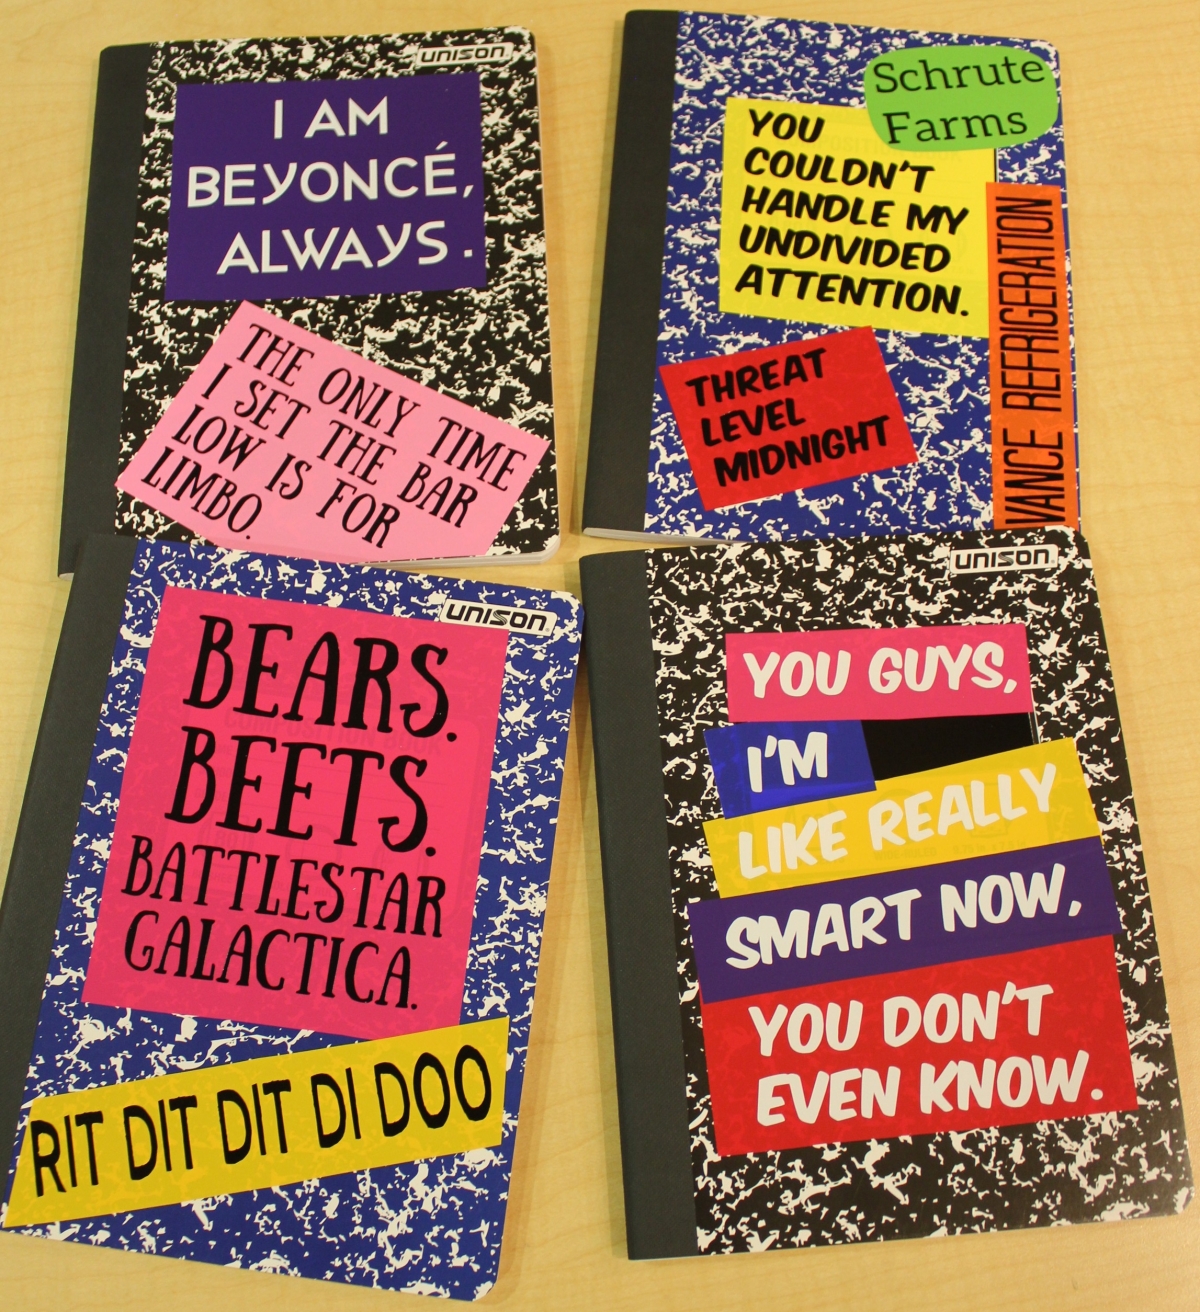 unison
I AM
BEYONCÉ,
ALWAYS.
THE ONLY TIME
I SET THE BAR
LOW IS FOR
LIMBO.
Schrute
Farms
YOU
COULDN'T
HANDLE MY
UNDIVIDED
ATTENTION.
VANCE REFRIGERATION
THREAT
LEVEL
MIDNIGHT
unison
BEARS.
BEETS.
BATTLESTAR
GALACTICA.
RIT DIT DIT DI DOO
unison
YOU GUYS,
I'M
LIKE REALLY
SMART NOW,
YOU DON'T
EVEN KNOW.